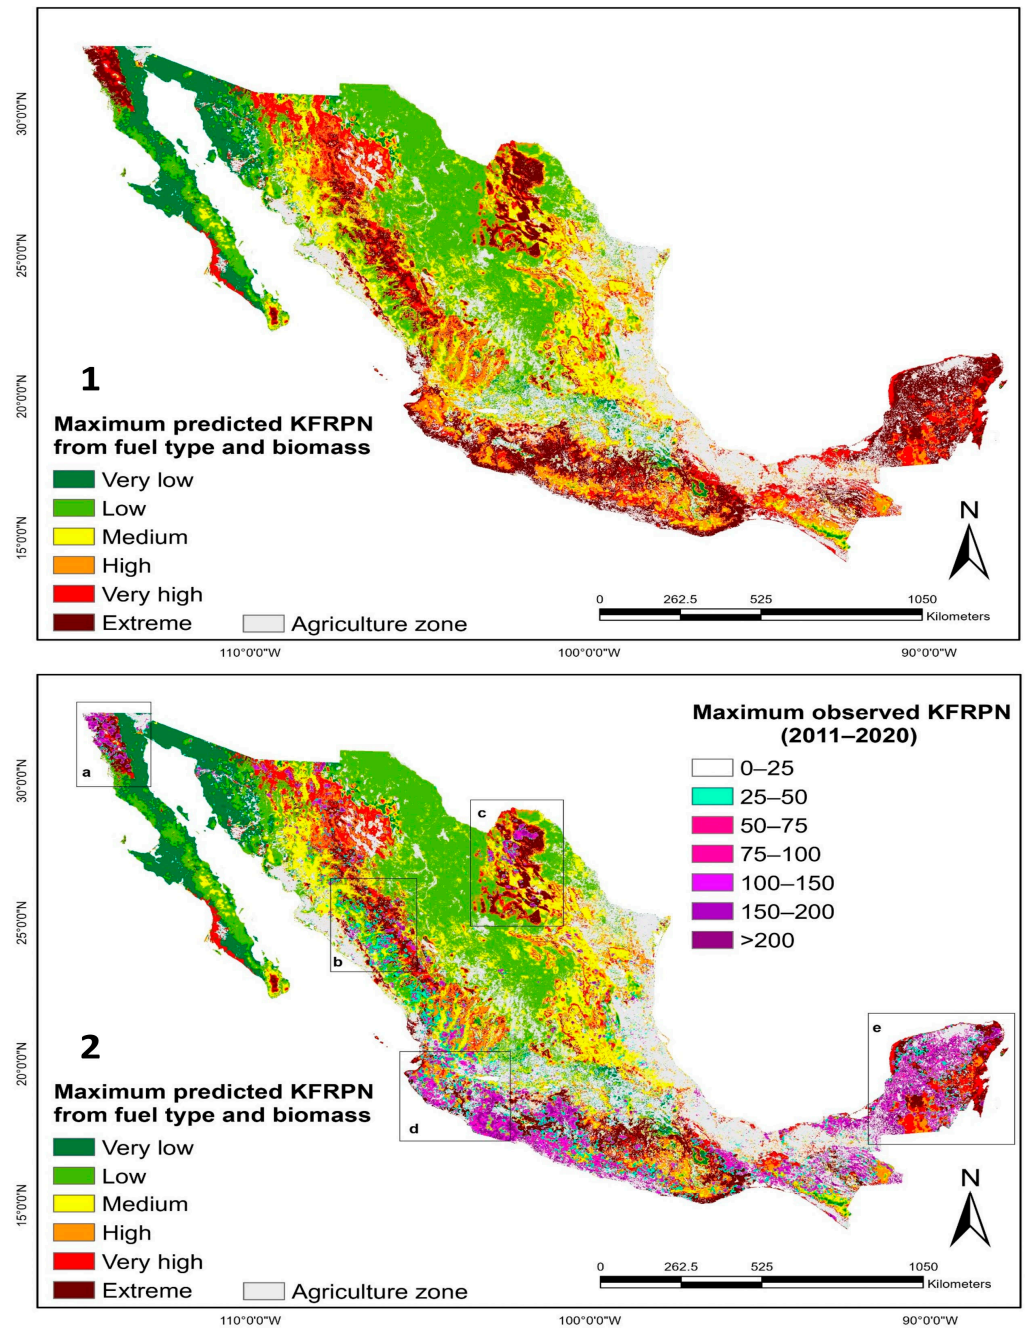 30°0'0"N
25°0'0"N
20°0'0"N
15°0'0"N
1
Maximum predicted KFRPN
from fuel type and biomass
Very low
Low
Medium
High
Very high
Extreme
Agriculture zone
N
0 262.5 525 1050
Kilometers
110°0'0"W 100°0'0"W 90°0'0"W
Maximum observed KFRPN
(2011–2020)
0–25
25–50
50–75
75–100
100–150
150–200
>200
a
b
c
d
e
30°0'0"N
25°0'0"N
20°0'0"N
15°0'0"N
2
Maximum predicted KFRPN
from fuel type and biomass
Very low
Low
Medium
High
Very high
Extreme
Agriculture zone
N
0 262.5 525 1050
Kilometers
110°0'0"W 100°0'0"W 90°0'0"W